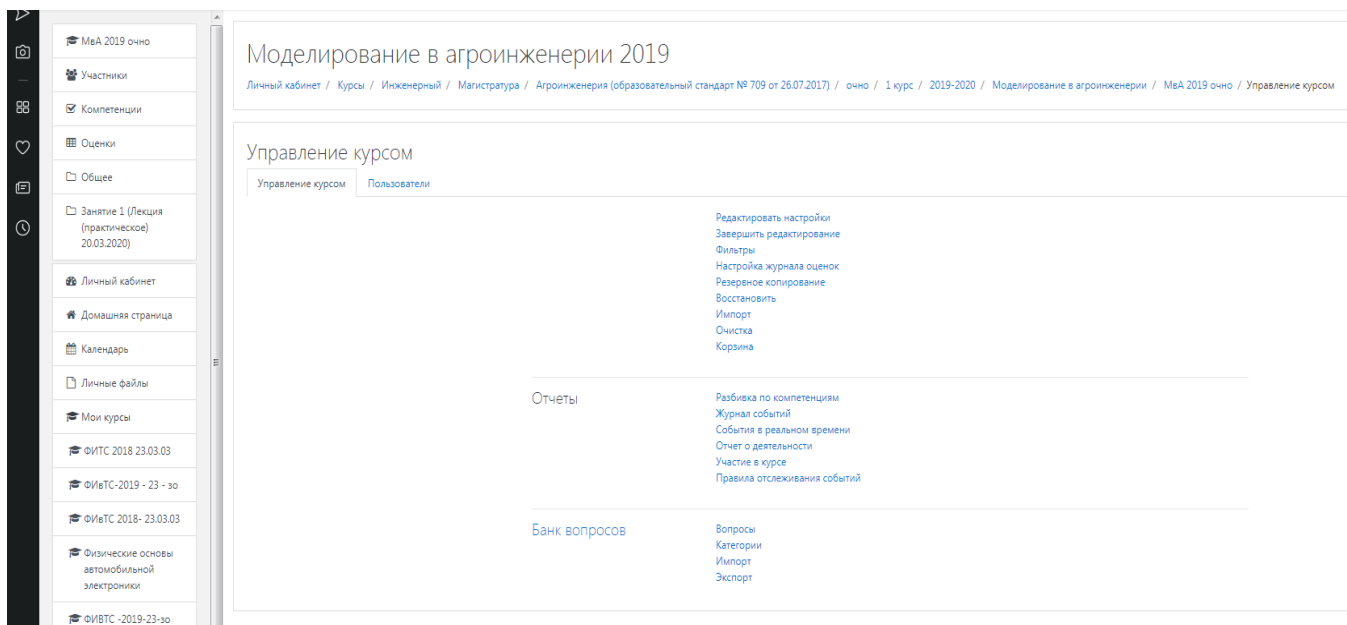 МвА 2019 очно
Участники
Компетенции
Оценки
Общее
Занятие 1 (Лекция
(практическое)
20.03.2020)
Личный кабинет
Домашняя страница
Календарь
Личные файлы
Мои курсы
ФИТС 2018 23.03.03
ФИвТС-2019 - 23 - зо
ФИвТС 2018- 23.03.03
Физические основы
автомобильной
электроники
ФИВТС -2019-23-зо
Моделирование в агроинженерии 2019
Личный кабинет / Курсы / Инженерный / Магистратура / Агроинженерия (образовательный стандарт № 709 от 26.07.2017) / очно / 1 курс / 2019-2020 / Моделирование в агроинженерии / МвА 2019 очно / Управление курсом
Управление курсом
Управление курсом Пользователи
Редактировать настройки
Завершить редактирование
Фильтры
Настройка журнала оценок
Резервное копирование
Восстановить
Импорт
Очистка
Корзина
Отчеты
Разбивка по компетенциям
Журнал событий
События в реальном времени
Отчет о деятельности
Участие в курсе
Правила отслеживания событий
Банк вопросов
Вопросы
Категории
Импорт
Экспорт